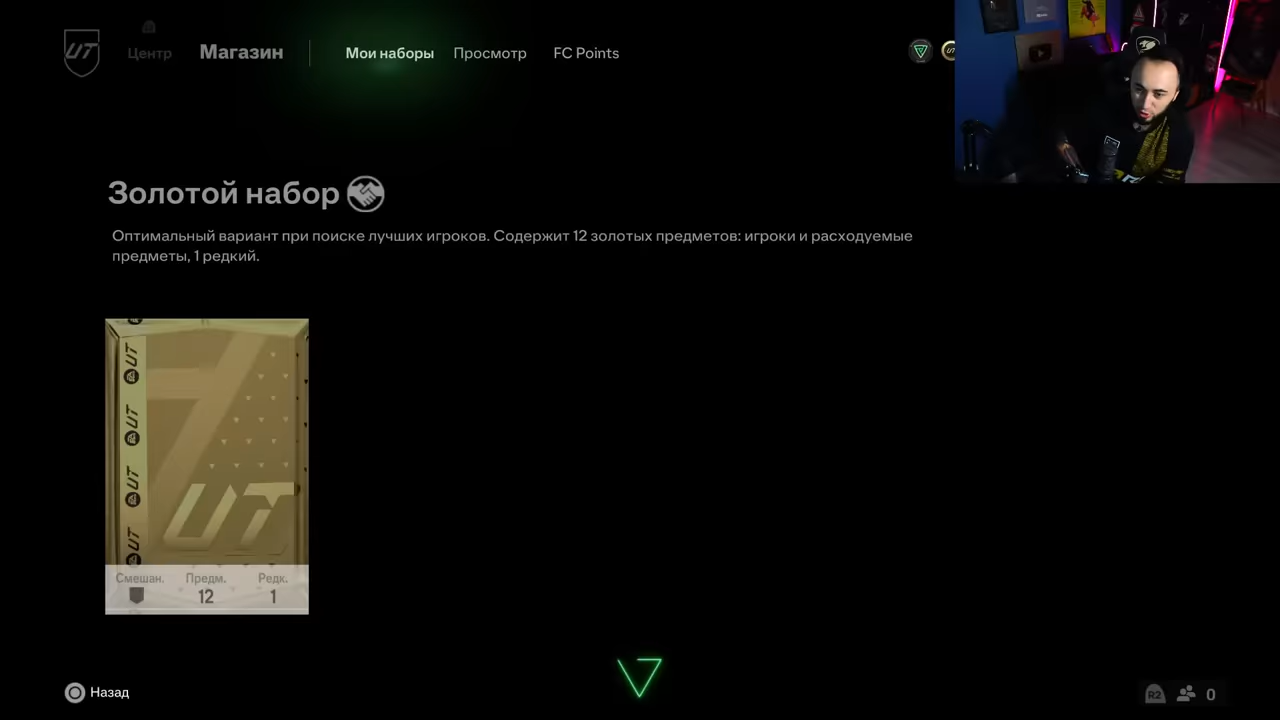 UT
Центр
Магазин
Мои наборы
Просмотр
FC Points
Золотой набор
Оптимальный вариант при поиске лучших игроков. Содержит 12 золотых предметов: игроки и расходуемые
предметы, 1 редкий.
UT
UT
UT
UT
UT
Смешан. Предм. Редк.
12 1
Назад
R2 0